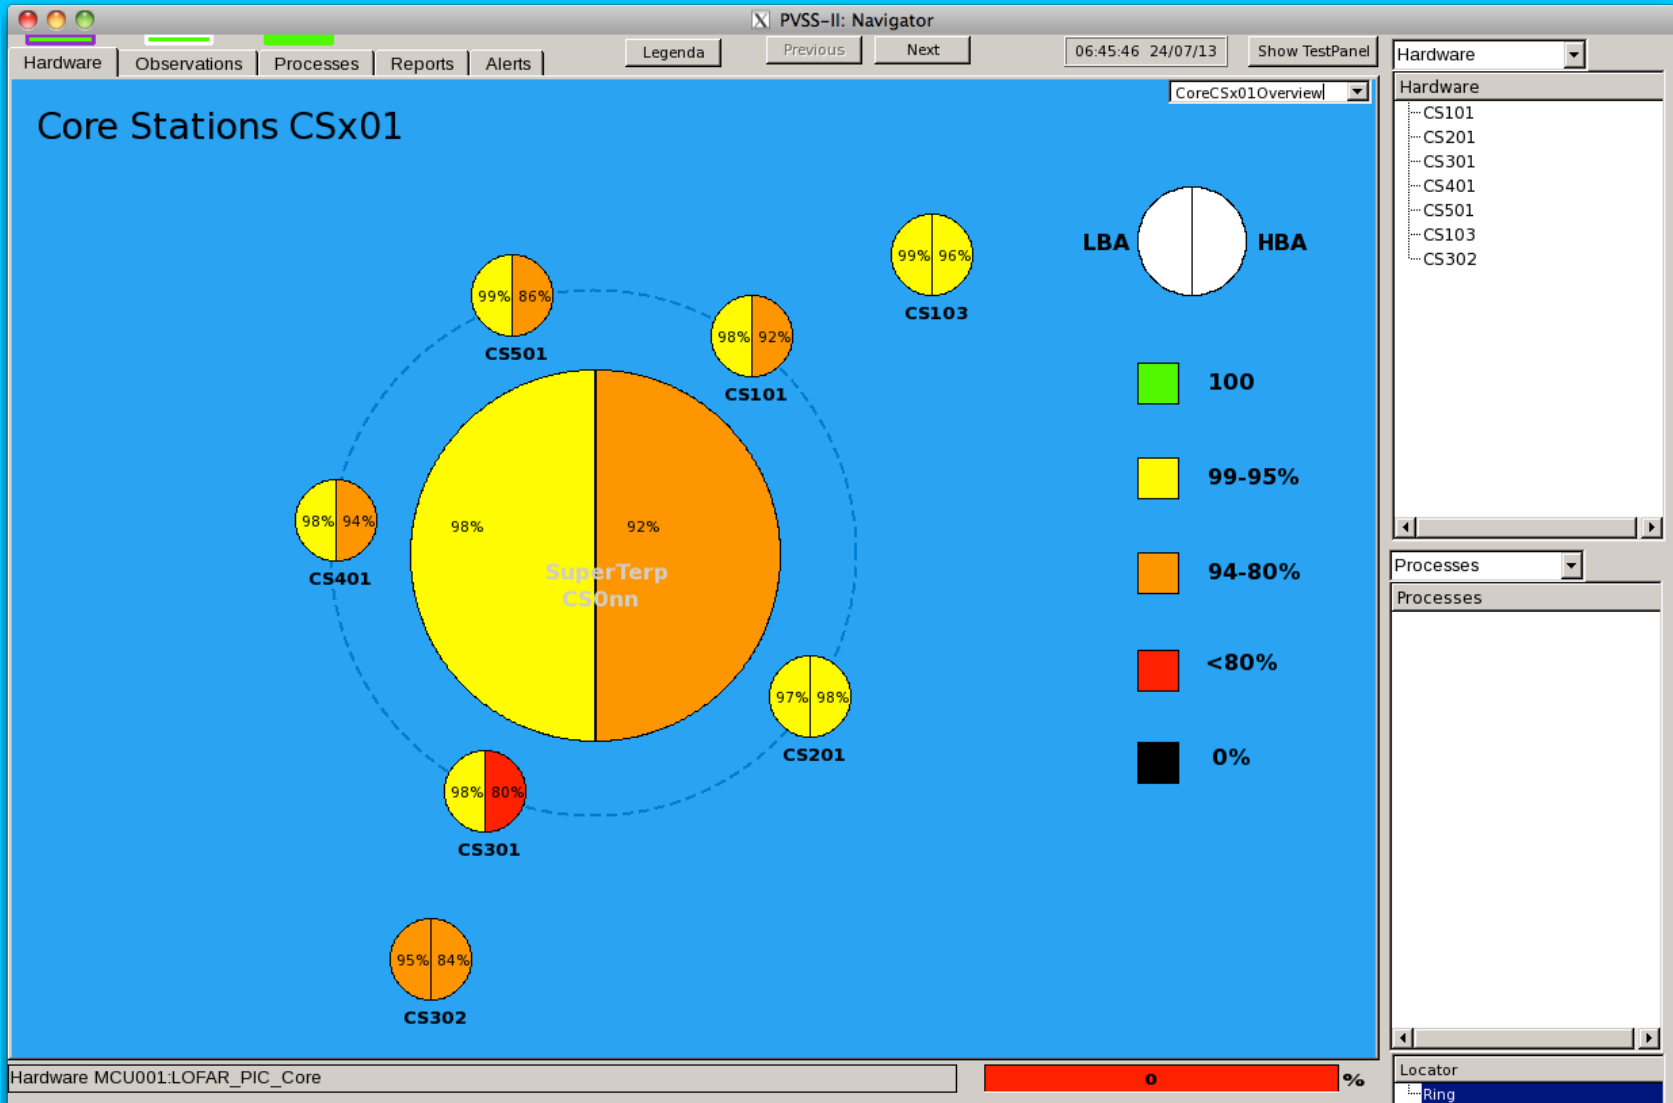 PVSS-II: Navigator
Hardware Observations Processes Reports Alerts
Legenda
Previous
Next
06:45:46 24/07/13
Show TestPanel
CoreCSx01Overview
Core Stations CSx01
99% 96%
CS103
LBA
HBA
99% 86%
CS501
98% 92%
CS101
100
99-95%
94-80%
<80%
0%
98% 94%
CS401
98% 92%
SuperTerp
CS0nn
97% 98%
CS201
98% 80%
CS301
95% 84%
CS302
Hardware MCU001:LOFAR_PIC_Core
0
%
Hardware
Hardware
CS101
CS201
CS301
CS401
CS501
CS103
CS302
Processes
Processes
Locator
Ring